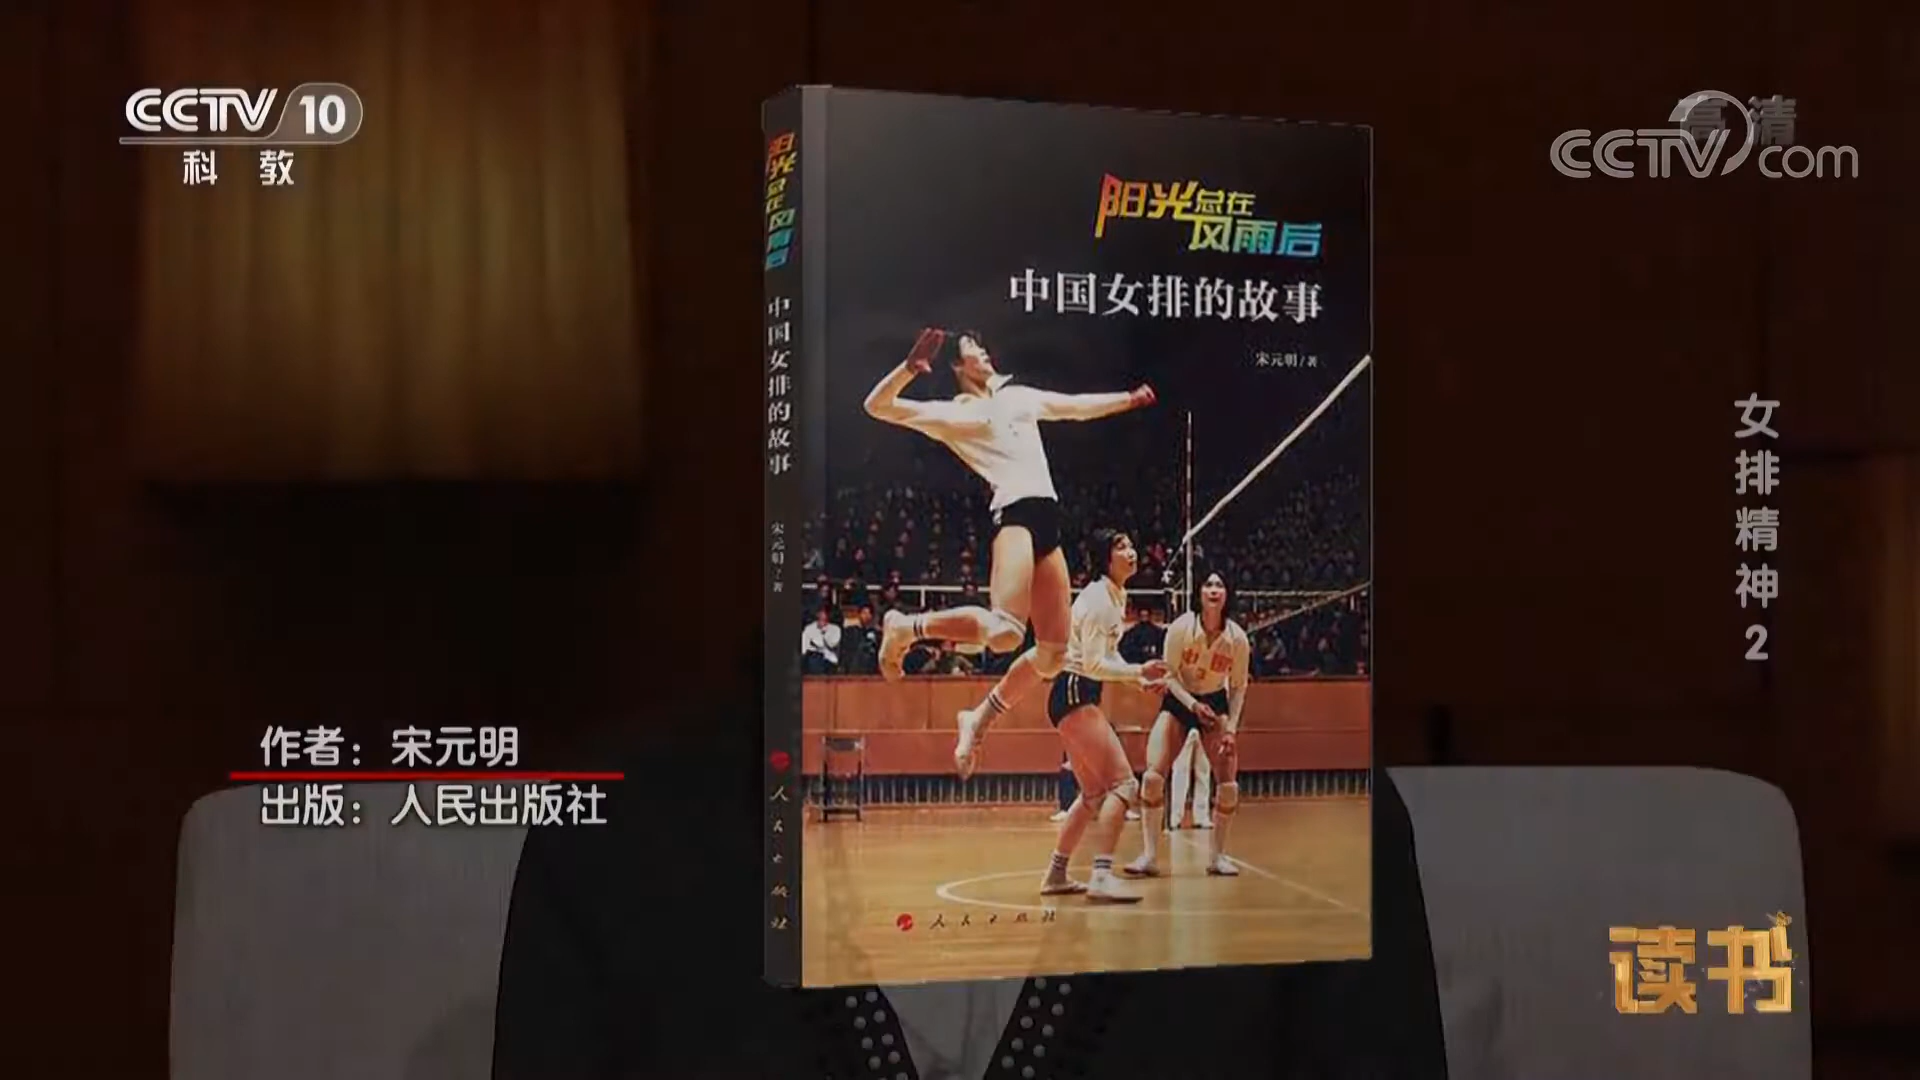 CCTV 10
科 教
高清
CCTV.com
阳光总在
风雨后
中国女排的故事
宋元明/著
阳光总在风雨后
中国女排的故事
宋元明/著
人民出版社
中国
3
人民出版社
作者：宋元明
出版：人民出版社
女排精神2
读书